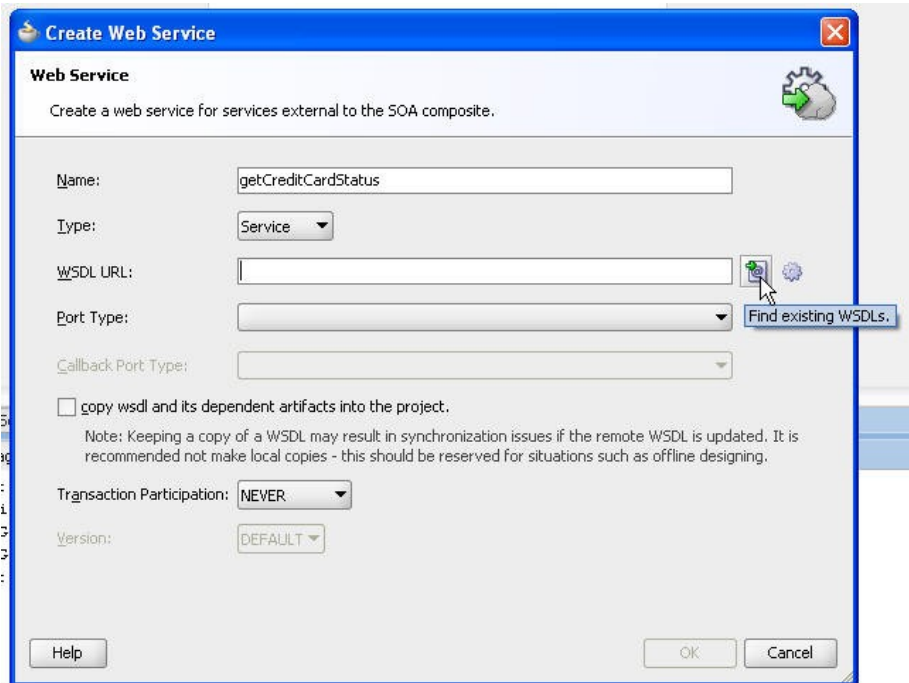 Create Web Service
Web Service
Create a web service for services external to the SOA composite.
Name:
getCreditCardStatus
Type:
Service
WSDL URL:
Find existing WSDLs.
Port Type:
Callback Port Type:
copy wsdl and its dependent artifacts into the project.
Note: Keeping a copy of a WSDL may result in synchronization issues if the remote WSDL is updated. It is
recommended not make local copies - this should be reserved for situations such as offline designing.
Transaction Participation:
NEVER
Version:
DEFAULT
Help
OK
Cancel